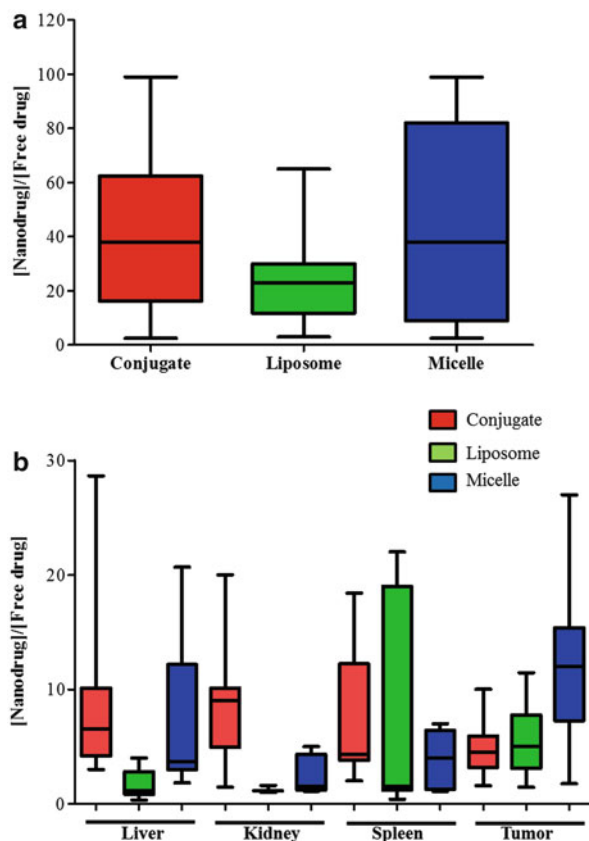 a
[Nanodrug]/[Free drug]
120
100
80
60
40
20
0
Conjugate Liposome Micelle
Conjugate
Liposome
Micelle
b
[Nanodrug]/[Free drug]
30
20
10
0
Liver Kidney Spleen Tumor